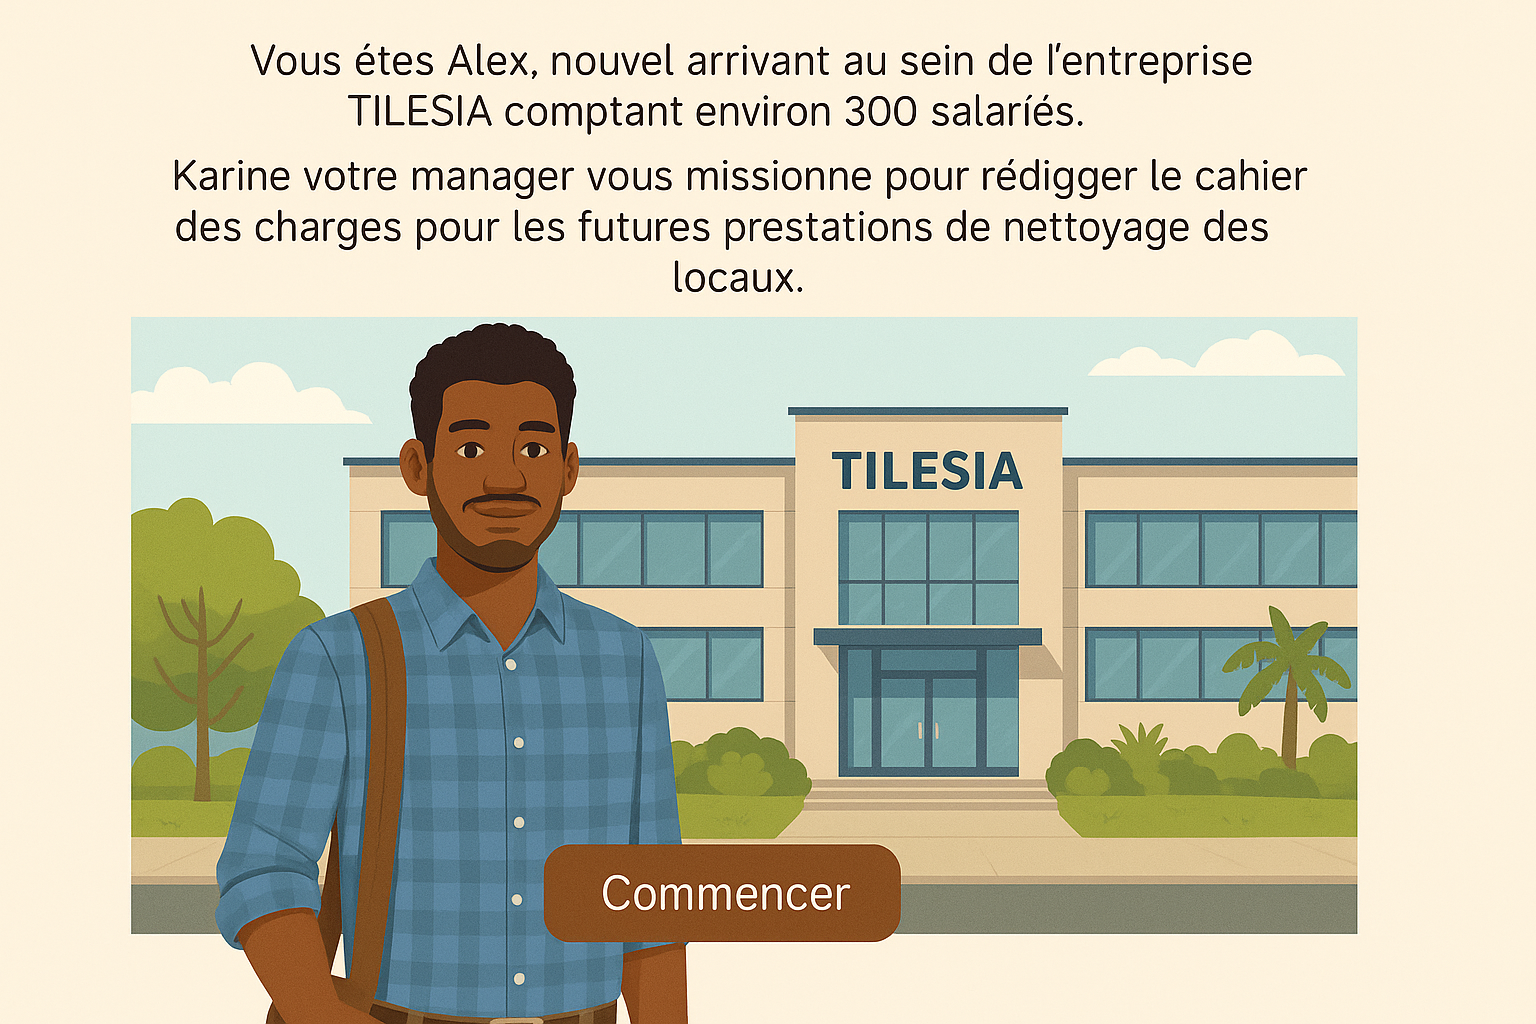 Vous étes Alex, nouvel arrivant au sein de l'entreprise
TILESIA comptant environ 300 salaríés.
Karine votre manager vous missionne pour rédigger le cahier
des charges pour les futures prestations de nettoyage des
locaux.
TILESIA
Commencer